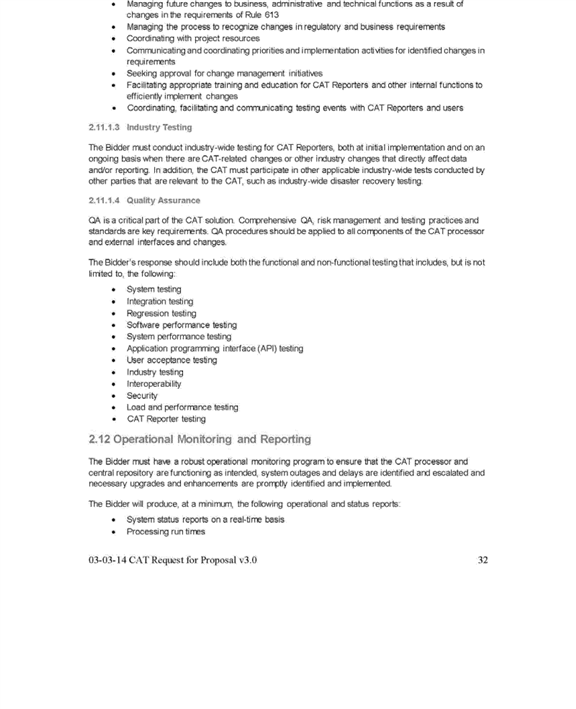 • Managing future changes to business, administrative and technical functions as a result of
changes in the requirements of Rule 613
• Managing the process to recognize changes in regulatory and business requirements
• Coordinating with project resources
• Communicating and coordinating priorities and implementation activities for identified changes in
requirements
• Seeking approval for change management initiatives
• Facilitating appropriate training and education for CAT Reporters and other internal functions to
efficiently implement changes
• Coordinating, facilitating and communicating testing events with CAT Reporters and users
2.11.1.3 Industry Testing
The Bidder must conduct industry-wide testing for CAT Reporters, both at initial implementation and on an
ongoing basis when there are CAT-related changes or other industry changes that directly affect data
and/or reporting. In addition, the CAT must participate in other applicable industry-wide tests conducted by
other parties that are relevant to the CAT, such as industry-wide disaster recovery testing.
2.11.1.4 Quality Assurance
QA is a critical part of the CAT solution. Comprehensive QA, risk management and testing practices and
standards are key requirements. QA procedures should be applied to all components of the CAT processor
and external interfaces and changes.
The Bidder's response should include both the functional and non-functional testing that includes, but is not
limited to, the following:
• System testing
• Integration testing
• Regression testing
• Software performance testing
• System performance testing
• Application programming interface (API) testing
• User acceptance testing
• Industry testing
• Interoperability
• Security
• Load and performance testing
• CAT Reporter testing
2.12 Operational Monitoring and Reporting
The Bidder must have a robust operational monitoring program to ensure that the CAT processor and
central repository are functioning as intended, system outages and delays are identified and escalated and
necessary upgrades and enhancements are promptly identified and implemented.
The Bidder will produce, at a minimum, the following operational and status reports:
• System status reports on a real-time basis
• Processing run times
03-03-14 CAT Request for Proposal v3.0 32